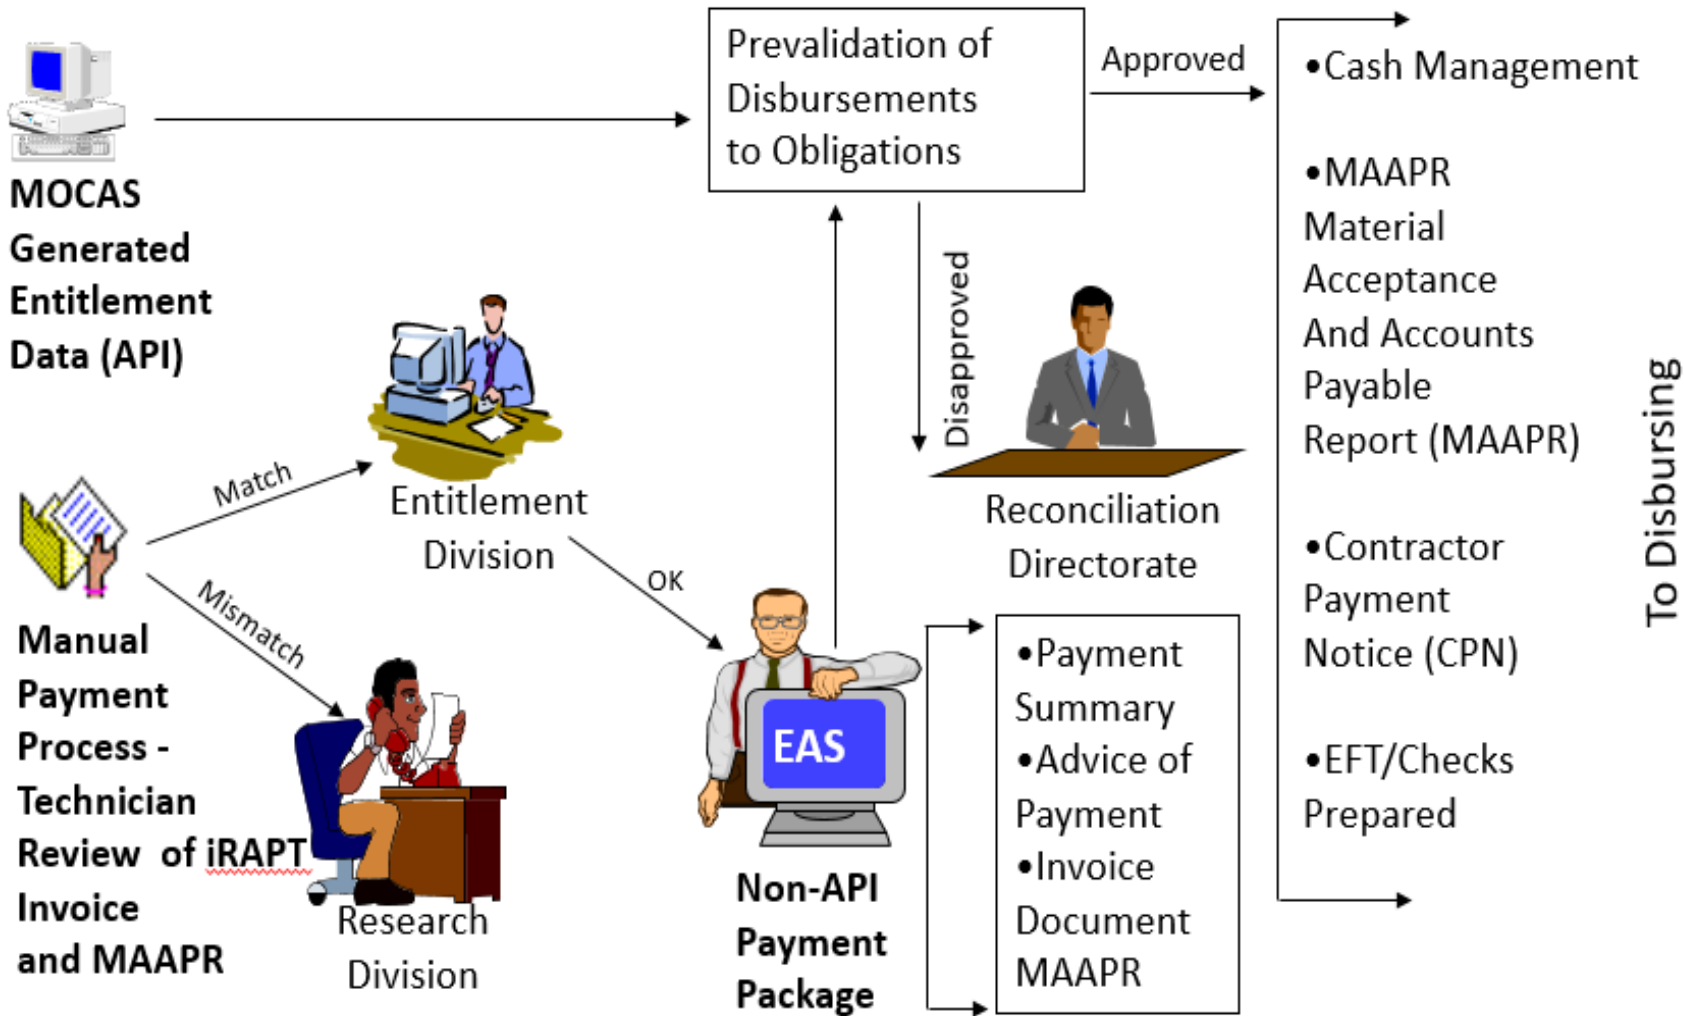 MOCAS
Generated
Entitlement
Data (API)
Prevalidation of
Disbursements
to Obligations
Approved
Disapproved
Match
Mismatch
Entitlement
Division
OK
Reconciliation
Directorate
Manual
Payment
Process -
Technician
Review of iRAPT
Invoice
and MAAPR
Research
Division
EAS
Non-API
Payment
Package
•Payment
Summary
•Advice of
Payment
•Invoice
Document
MAAPR
•Cash Management
•MAAPR
Material
Acceptance
And Accounts
Payable
Report (MAAPR)
•Contractor
Payment
Notice (CPN)
•EFT/Checks
Prepared
To Disbursing